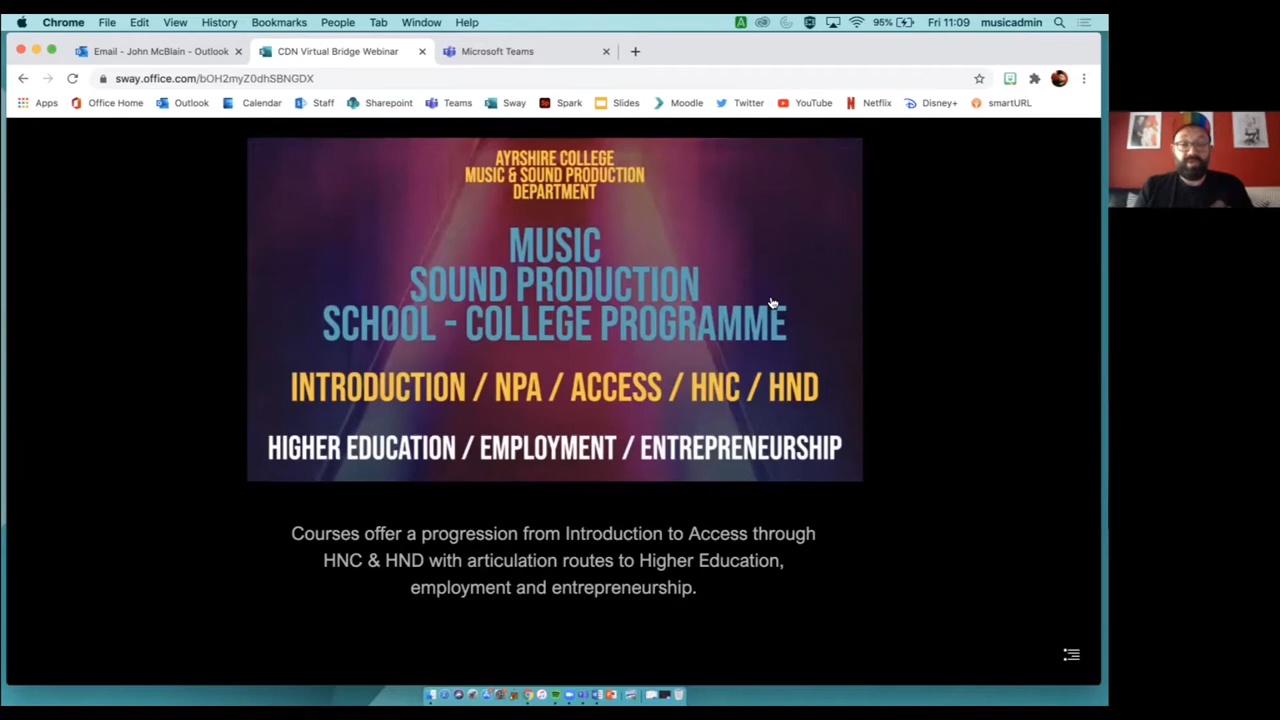 Chrome File Edit View History Bookmarks People Tab Window Help 95% Fri 11:09 musicadmin
Email - John McBlain - Outlook CDN Virtual Bridge Webinar Microsoft Teams
sway.office.com/bOH2myZ0dhSBNGDX
Apps Office Home Outlook Calendar Staff Sharepoint Teams Sway Spark Slides Moodle Twitter YouTube Netflix Disney+ smartURL
AYRSHIRE COLLEGE
MUSIC & SOUND PRODUCTION
DEPARTMENT
MUSIC
SOUND PRODUCTION
SCHOOL - COLLEGE PROGRAMME
INTRODUCTION / NPA / ACCESS / HNC / HND
HIGHER EDUCATION / EMPLOYMENT / ENTREPRENEURSHIP
Courses offer a progression from Introduction to Access through
HNC & HND with articulation routes to Higher Education,
employment and entrepreneurship.